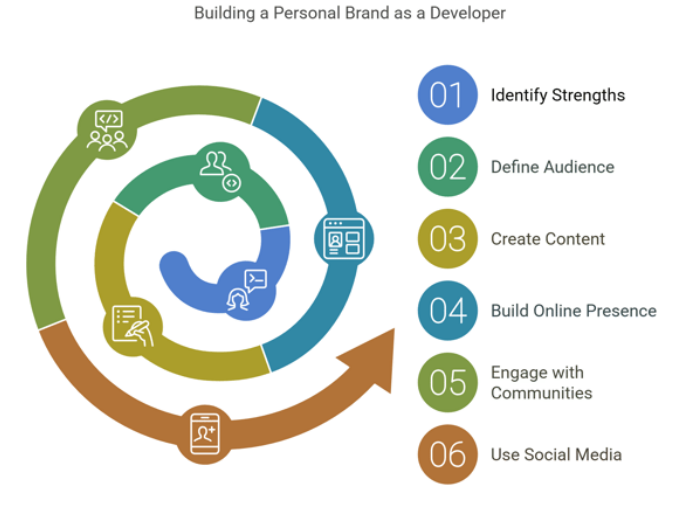 Building a Personal Brand as a Developer
01 Identify Strengths
02 Define Audience
03 Create Content
04 Build Online Presence
05 Engage with
Communities
06 Use Social Media